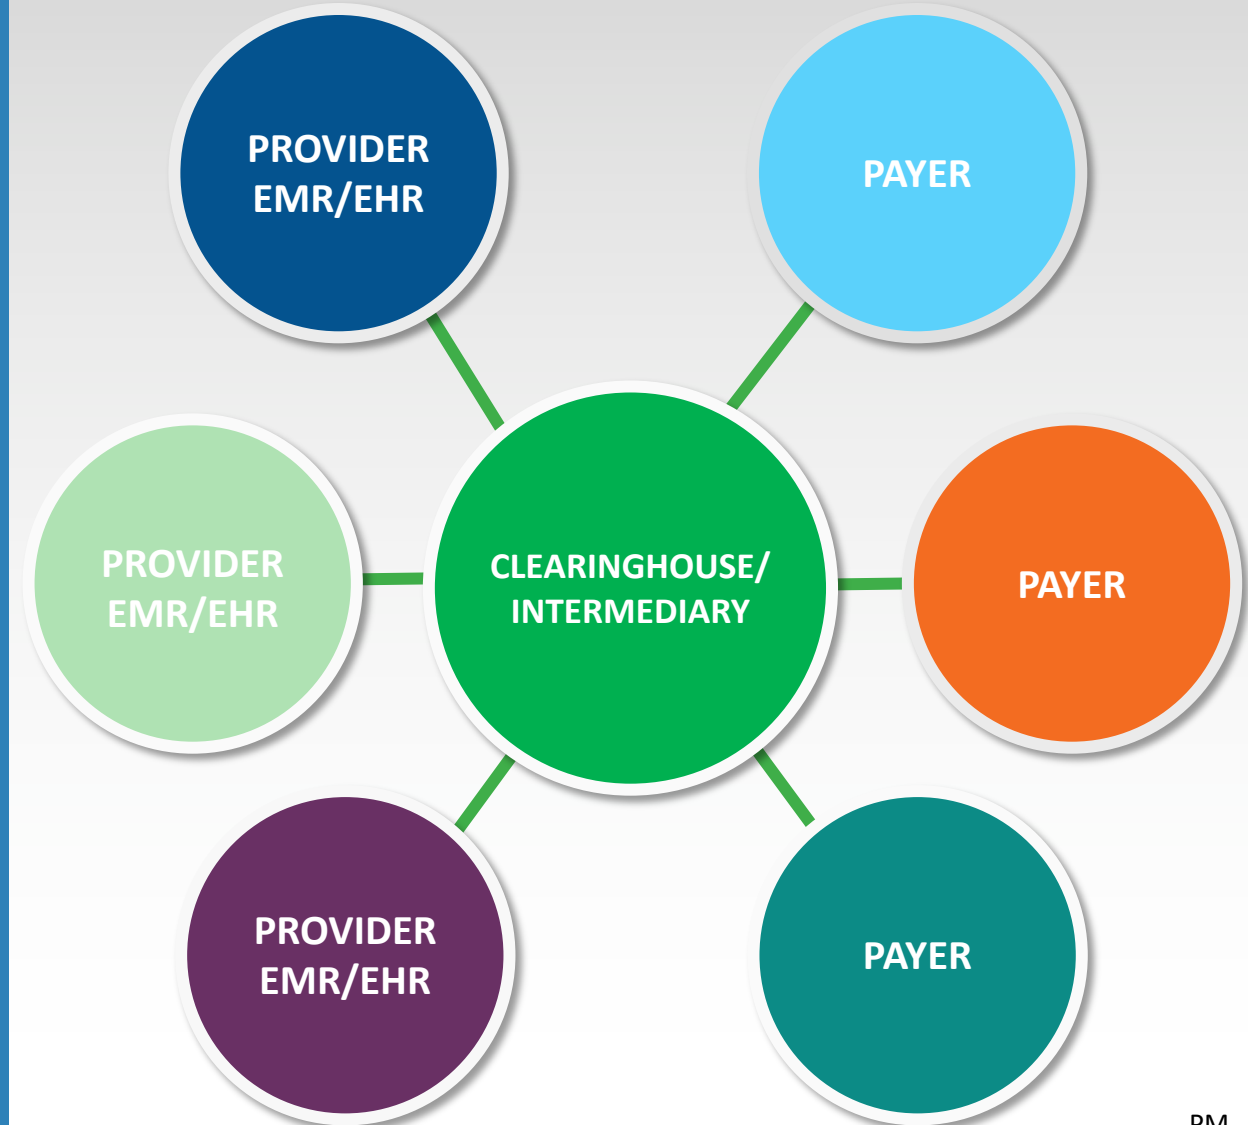 PROVIDER
EMR/EHR
PAYER
PROVIDER
EMR/EHR
CLEARINGHOUSE/
INTERMEDIARY
PAYER
PROVIDER
EMR/EHR
PAYER